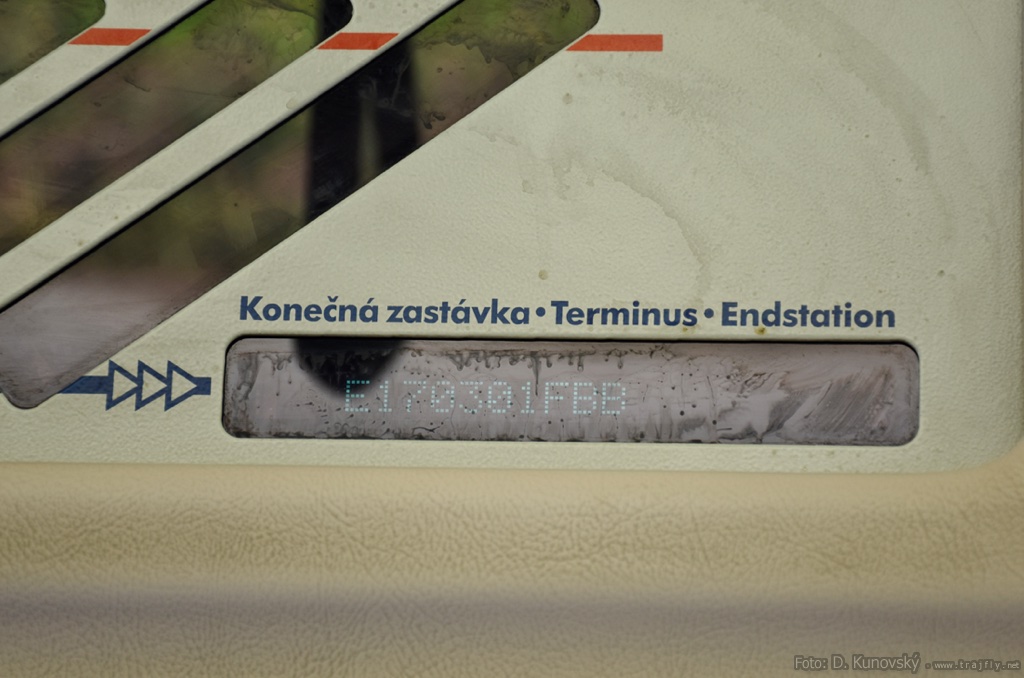 Konečná zastávka • Terminus • Endstation
E170301FBB
Foto: D. Kunovský • www.trajfly.net